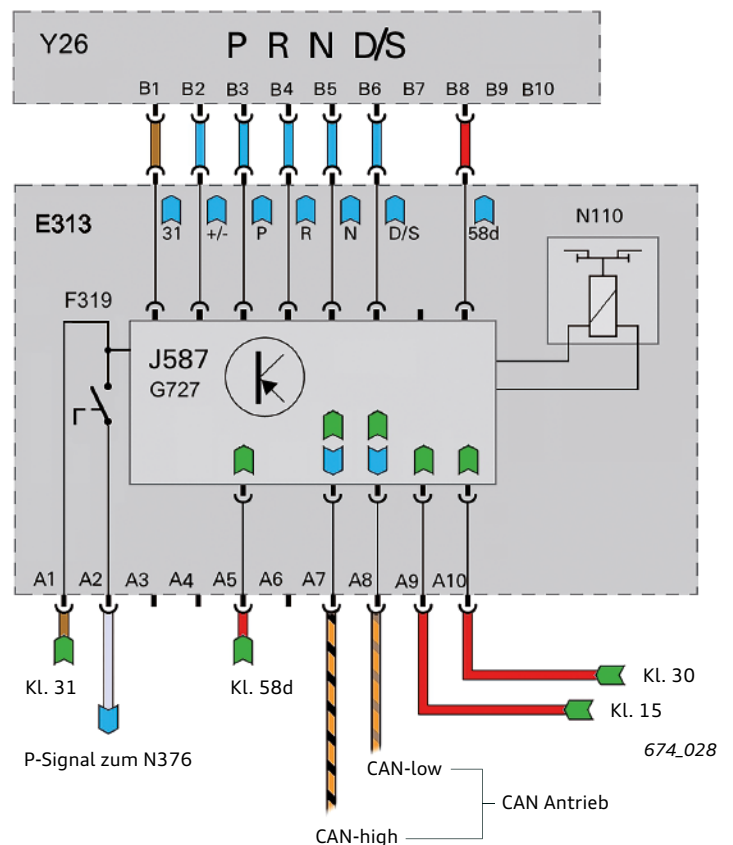 Y26 P R N D/S
B1 B2 B3 B4 B5 B6 B7 B8 B9 B10
E313
31 +/- P R N D/S 58d
N110
F319
J587
G727
A1 A2 A3 A4 A5 A6 A7 A8 A9 A10
Kl. 31
Kl. 58d
Kl. 30
Kl. 15
P-Signal zum N376
674_028
CAN-low
CAN Antrieb
CAN-high